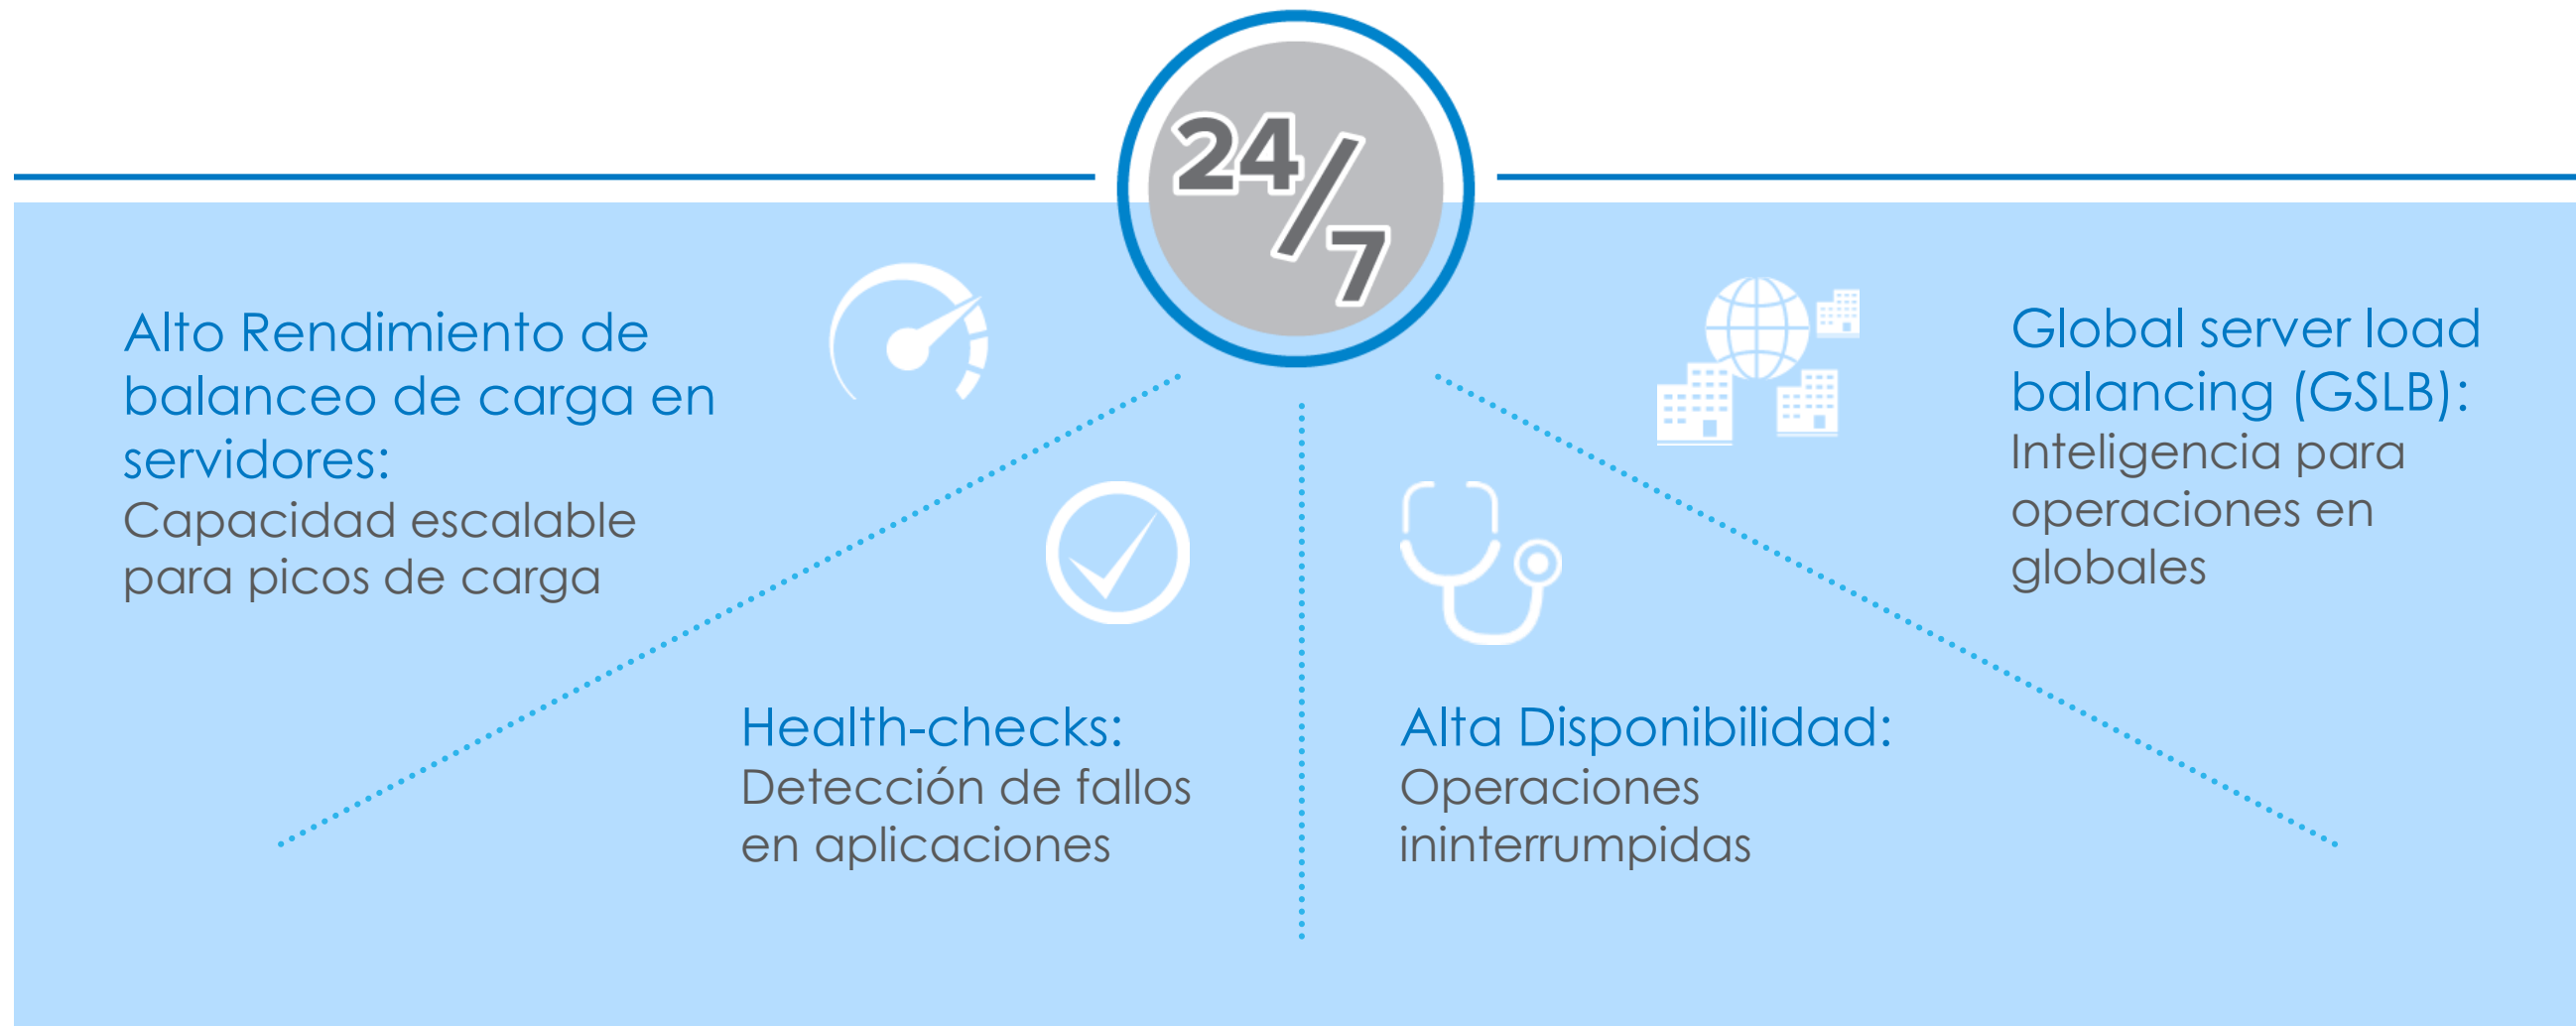 24/7
Alto Rendimiento de
balanceo de carga en
servidores:
Capacidad escalable
para picos de carga
Health-checks:
Detección de fallos
en aplicaciones
Alta Disponibilidad:
Operaciones
ininterrumpidas
Global server load
balancing (GSLB):
Inteligencia para
operaciones en
globales